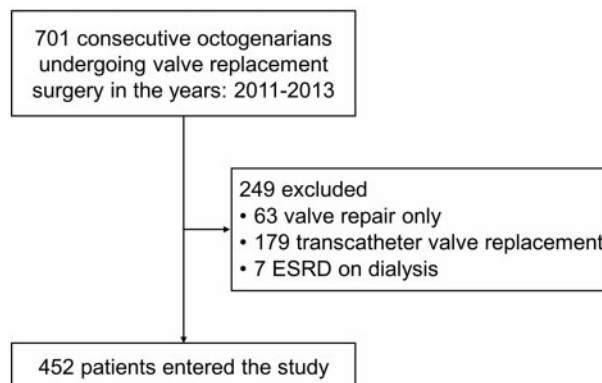 701 consecutive octogenarians
undergoing valve replacement
surgery in the years: 2011-2013
249 excluded
• 63 valve repair only
• 179 transcatheter valve replacement
• 7 ESRD on dialysis
452 patients entered the study